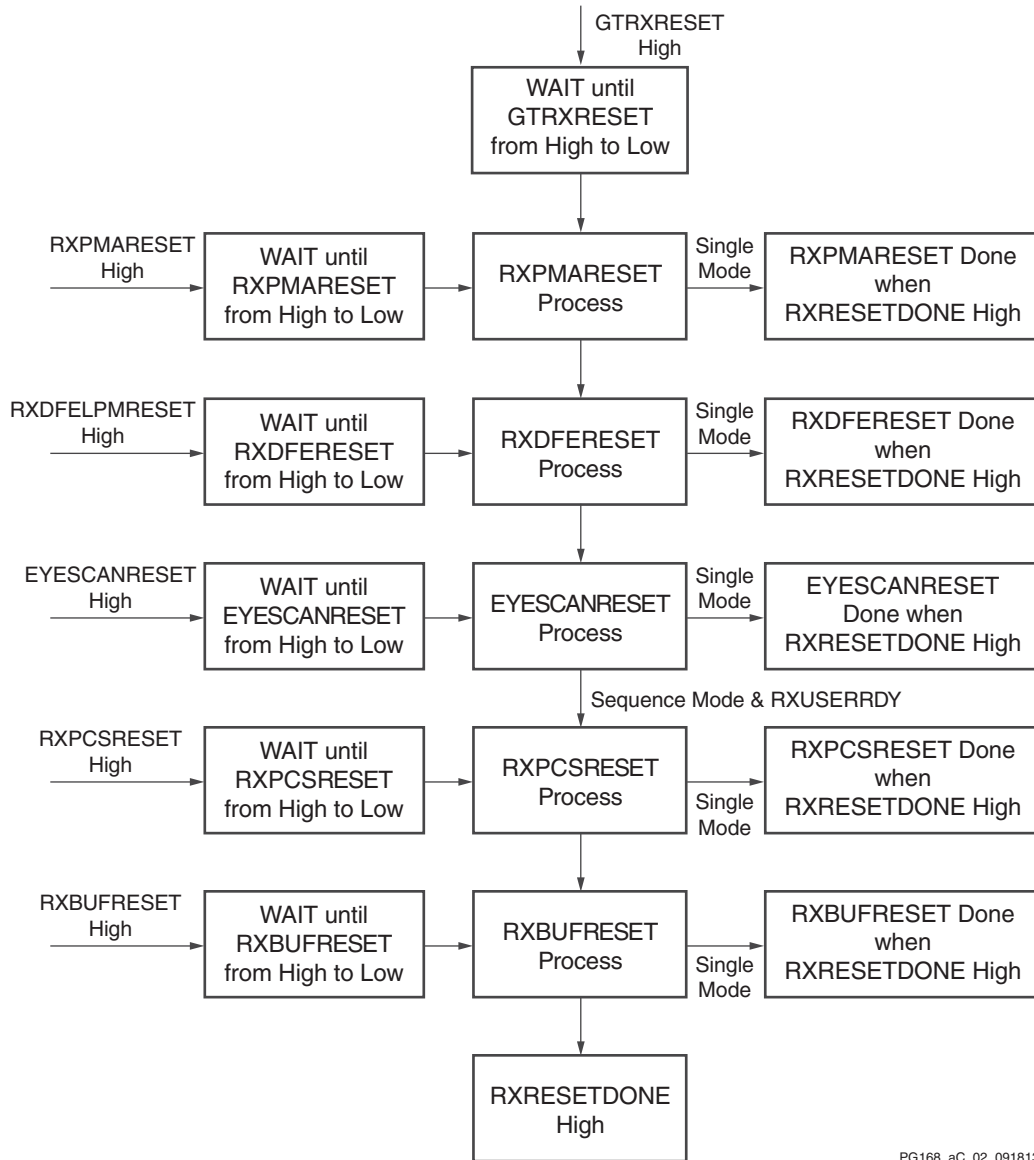 GTRXRESET
High
WAIT until
GTRXRESET
from High to Low
RXPMARESET
High
WAIT until
RXPMARESET
from High to Low
RXPMARESET
Process
Single
Mode
RXPMARESET Done
when
RXRESETDONE High
RXDFELPMRESET
High
WAIT until
RXDFERESET
from High to Low
RXDFERESET
Process
Single
Mode
RXDFERESET Done
when
RXRESETDONE High
EYESCANRESET
High
WAIT until
EYESCANRESET
from High to Low
EYESCANRESET
Process
Single
Mode
EYESCANRESET
Done when
RXRESETDONE High
Sequence Mode & RXUSERRDY
RXPCSRESET
High
WAIT until
RXPCSRESET
from High to Low
RXPCSRESET
Process
Single
Mode
RXPCSRESET Done
when
RXRESETDONE High
RXBUFRESET
High
WAIT until
RXBUFRESET
from High to Low
RXBUFRESET
Process
Single
Mode
RXBUFRESET Done
when
RXRESETDONE High
RXRESETDONE
High
PG168_aC_02_091813